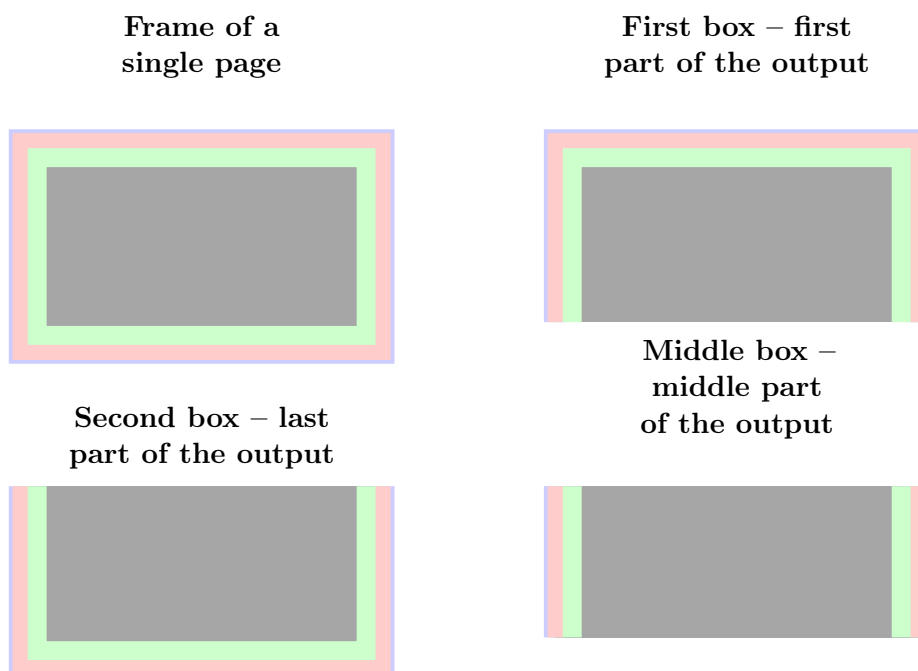 Frame of a
single page
First box – first
part of the output
Second box – last
part of the output
Middle box –
middle part
of the output